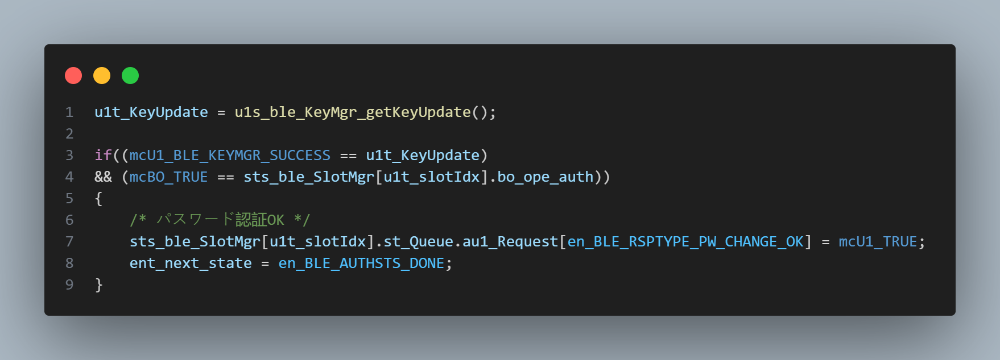 1 u1t_KeyUpdate = u1s_ble_KeyMgr_getKeyUpdate();
2
3 if((mcU1_BLE_KEYMGR_SUCCESS == u1t_KeyUpdate)
4 && (mcBO_TRUE == sts_ble_SlotMgr[u1t_slotIdx].bo_ope_auth))
5 {
6     /* パスワード認証OK */
7     sts_ble_SlotMgr[u1t_slotIdx].st_Queue.au1_Request[en_BLE_RSPTYPE_PW_CHANGE_OK] = mcU1_TRUE;
8     ent_next_state = en_BLE_AUTHSTS_DONE;
9 }